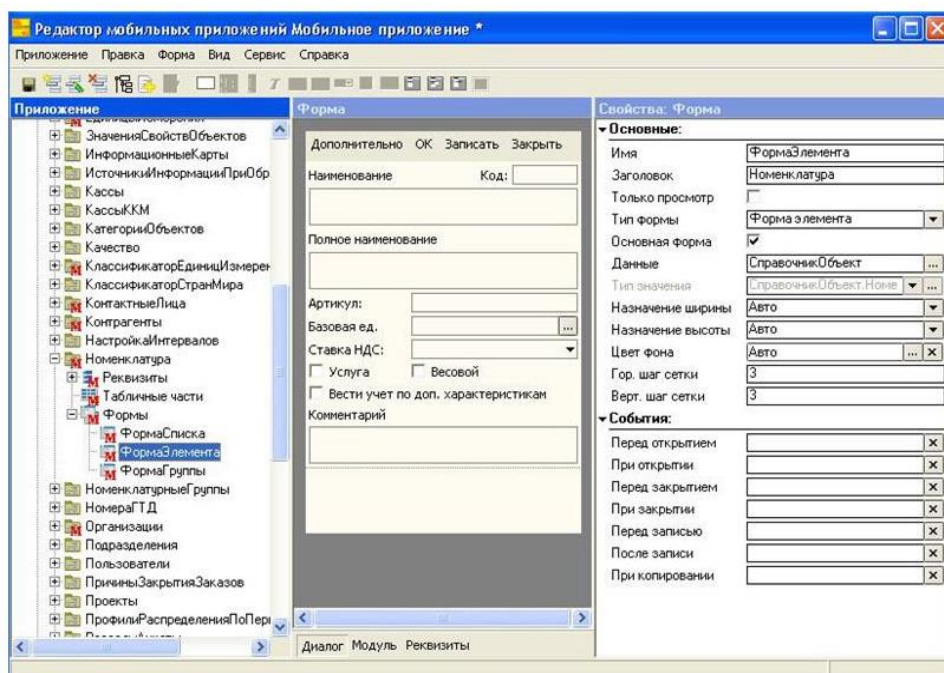 Редактор мобильных приложений Мобильное приложение *
Приложение Правка Форма Вид Сервис Справка
Приложение
ЕдиницыИзмерения
ЗначенияСвойствОбъектов
ИнформационныеКарты
ИсточникиИнформацииПриОбр
Кассы
КассыККМ
КатегорииОбъектов
Качество
КлассификаторЕдиницИзмерен
КлассификаторСтранМира
КонтактныеЛица
Контрагенты
НастройкаИнтервалов
Номенклатура
Реквизиты
Табличные части
Формы
ФормаСписка
ФормаЭлемента
ФормаГруппы
НоменклатурныеГруппы
НомераГТД
Организации
Подразделения
Пользователи
ПричиныЗакрытияЗаказов
Проекты
ПрофилиРаспределенияПоПери
Форма
Дополнительно ОК Записать Закрыть
Наименование Код:
Полное наименование
Артикул:
Базовая ед. ...
Ставка НДС:
Услуга Весовой
Вести учет по доп. характеристикам
Комментарий
Диалог Модуль Реквизиты
Свойства: Форма
Основные:
Имя ФормаЭлемента
Заголовок Номенклатура
Только просмотр
Тип формы Форма элемента
Основная форма
Данные СправочникОбъект ...
Тип значения СправочникОбъект.Номе ...
Назначение ширины Авто
Назначение высоты Авто
Цвет фона Авто ...
Гор. шаг сетки 3
Верт. шаг сетки 3
События:
Перед открытием
При открытии
Перед закрытием
При закрытии
Перед записью
После записи
При копировании